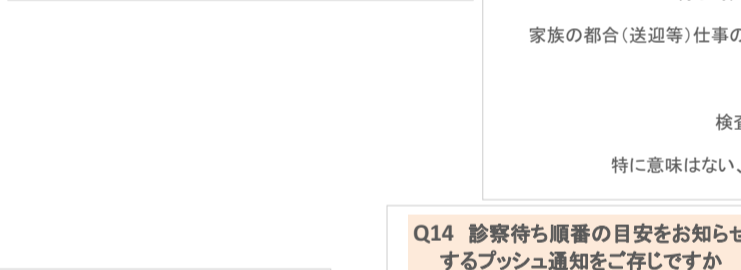 家族の都合（送迎等）仕事の
検査
特に意味はない、
Q14 診察待ち順番の目安をお知らせ
するプッシュ通知をご存じですか